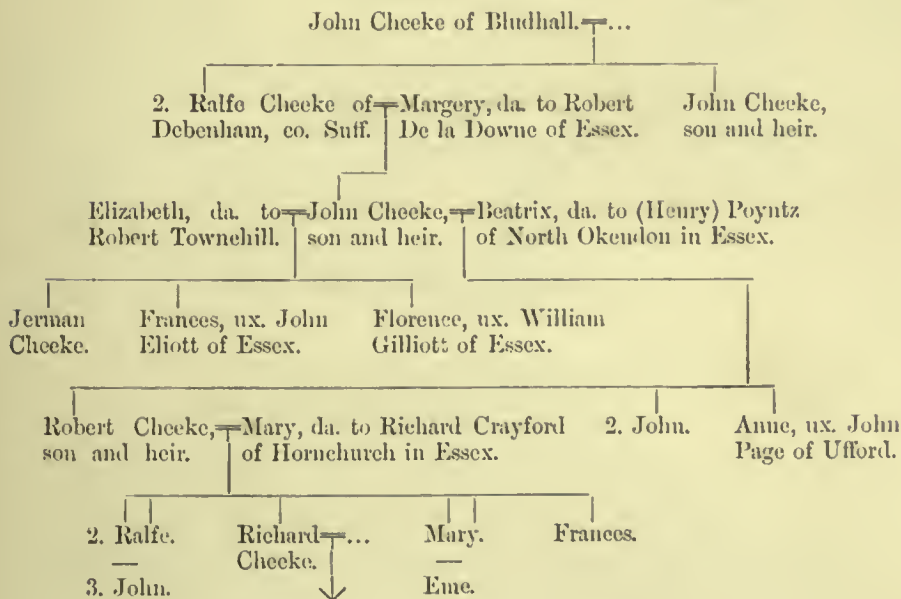 John Cheeke of Bludhall. ...
2. Ralfe Cheeke of Margery, da. to Robert John Cheeke,
Debenham, co. Suff. De la Downe of Essex. son and heir.
Elizabeth, da. to John Cheeke, Beatrix, da. to (Henry) Poyntz
Robert Townehill. son and heir. of North Okendon in Essex.
Jerman Frances, ux. John Florence, ux. William
Cheeke. Eliott of Essex. Gilliott of Essex.
Robert Cheeke, Mary, da. to Richard Crayford 2. John. Anne, ux. John
son and heir. of Hornchurch in Essex. Page of Ufford.
2. Ralfe. Richard ... Mary. Frances.
Cheeke.
3. John. Eme.